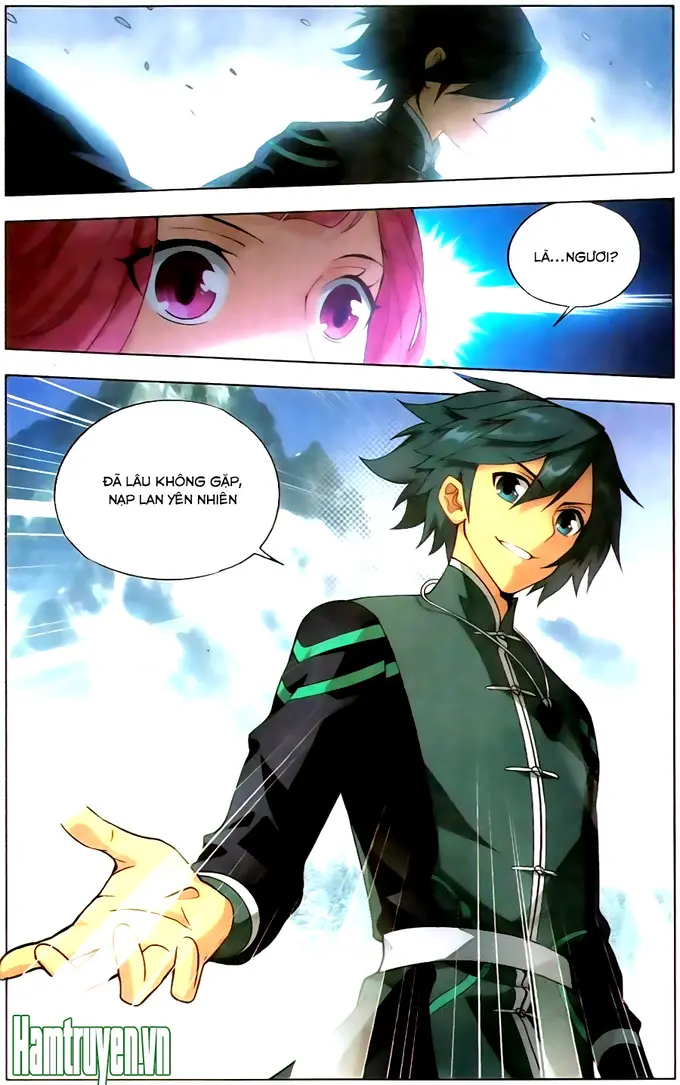 LÀ...NGƯƠI?
ĐÃ LÂU KHÔNG GẶP,
NẠP LAN YÊN NHIÊN
Hamtruyen.vn